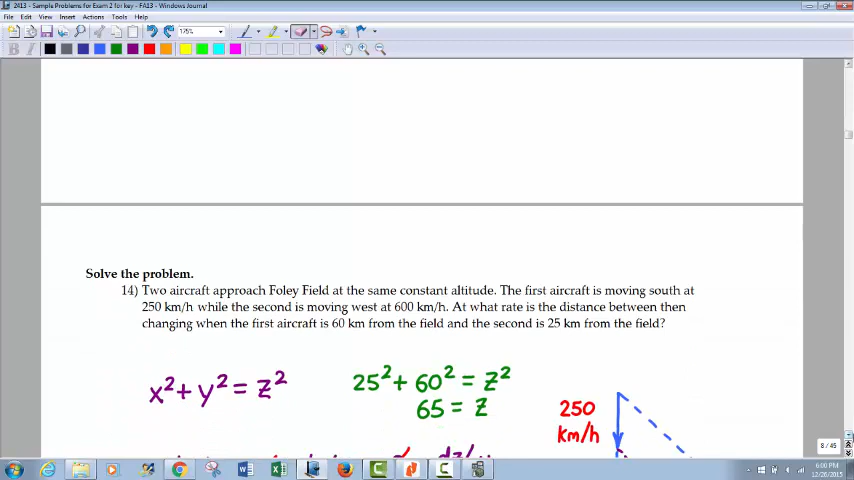 2413 - Sample Problems for Exam 2 for key - FA13 - Windows Journal
File Edit View Insert Actions Tools Help
175%
B I
Solve the problem.
14) Two aircraft approach Foley Field at the same constant altitude. The first aircraft is moving south at
250 km/h while the second is moving west at 600 km/h. At what rate is the distance between then
changing when the first aircraft is 60 km from the field and the second is 25 km from the field?
x² + y² = z²
25² + 60² = z²
65 = z
250
km/h
8 / 45
6:00 PM
12/26/2015